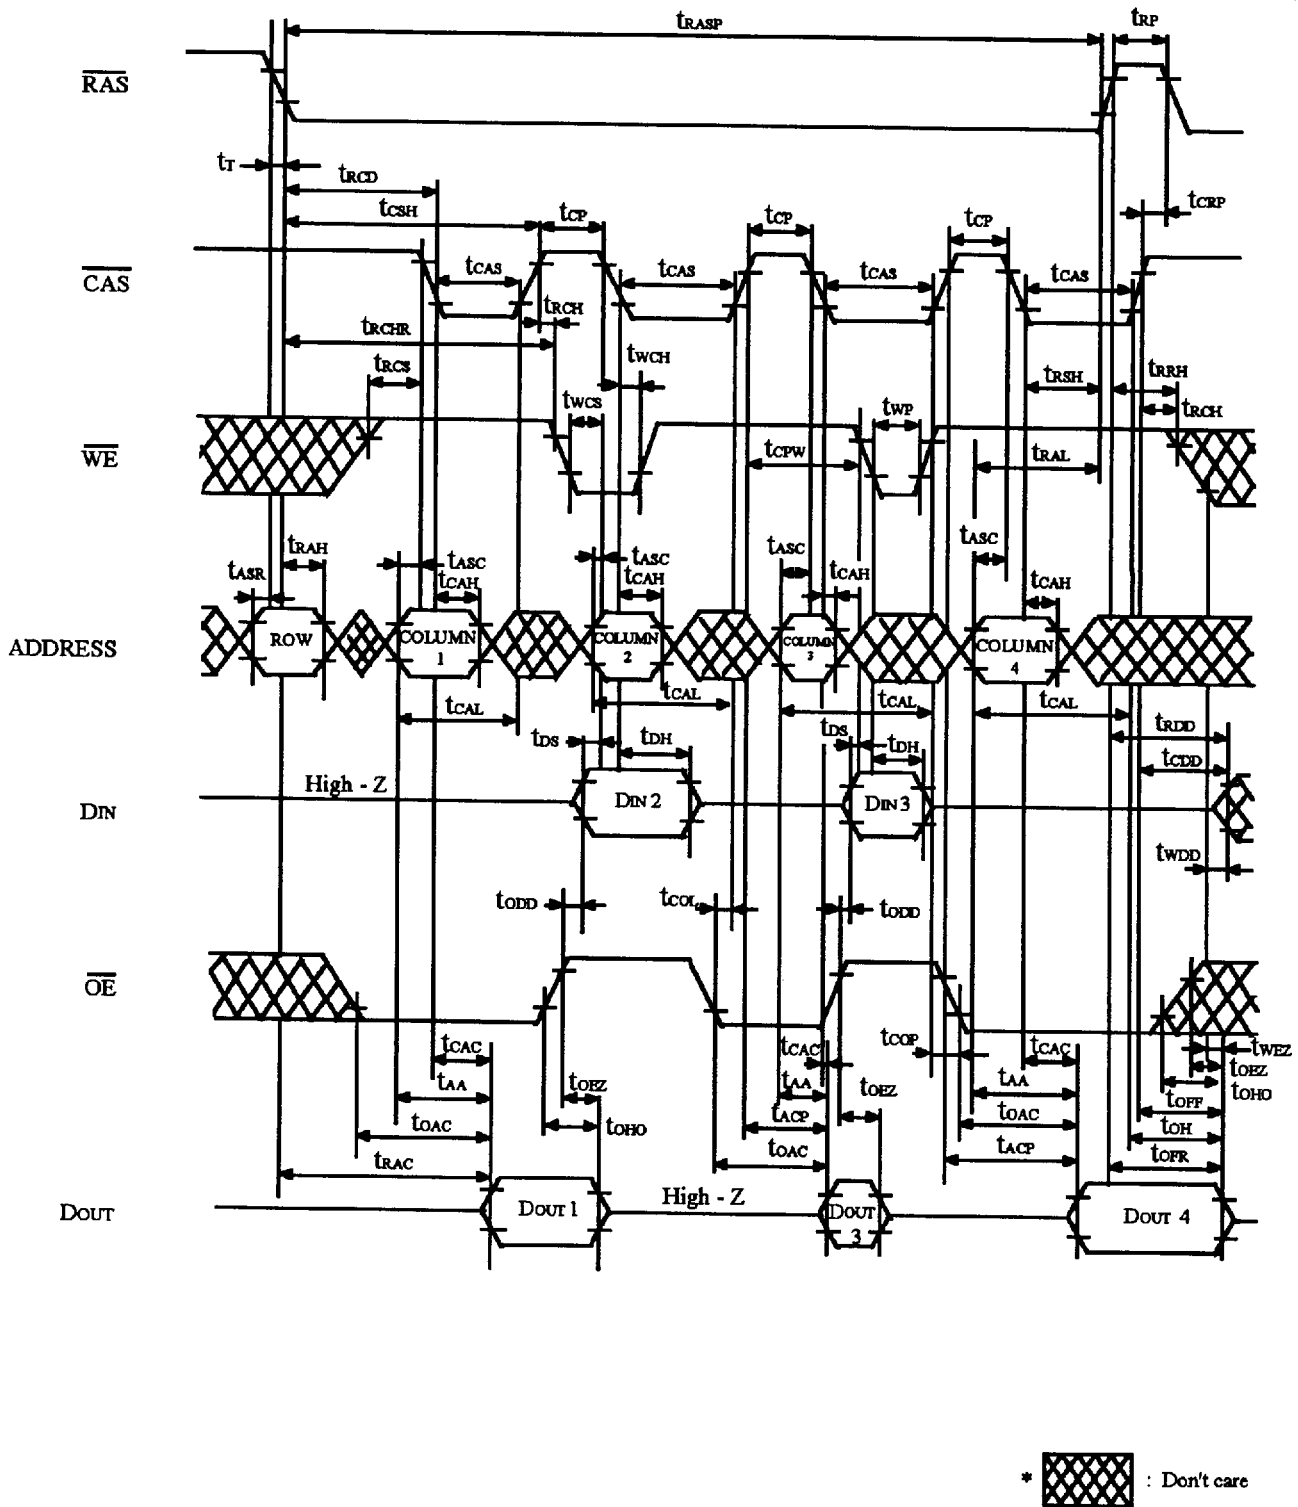 tRASP
tRP
RAS
tT
tRCD
tCSH
tCP
tCP
tCP
tCRP
CAS
tCAS
tCAS
tCAS
tCAS
tRCH
tRCHR
tWCH
tRCS
tRSH
tRRH
tWCS
tWP
tRCH
WE
tCPW
tRAL
tRAH
tASC
tASC
tASC
tASC
tASR
tCAH
tCAH
tCAH
tCAH
ADDRESS
ROW
COLUMN 1
COLUMN 2
COLUMN 3
COLUMN 4
tCAL
tCAL
tCAL
tCAL
tRDD
tDS
tDH
tDS
tDH
tCDD
High - Z
DIN
DIN 2
DIN 3
tWDD
tODD
tCOL
tODD
OE
tCAC
tCAC
tCOP
tCAC
tWEZ
tAA
tOEZ
tAA
tOEZ
tAA
tOEZ
tOAC
tOHO
tACP
tOAC
tOFF
tOHO
tRAC
tOAC
tACP
tOH
tOFR
High - Z
DOUT
DOUT 1
DOUT 3
DOUT 4
* : Don't care